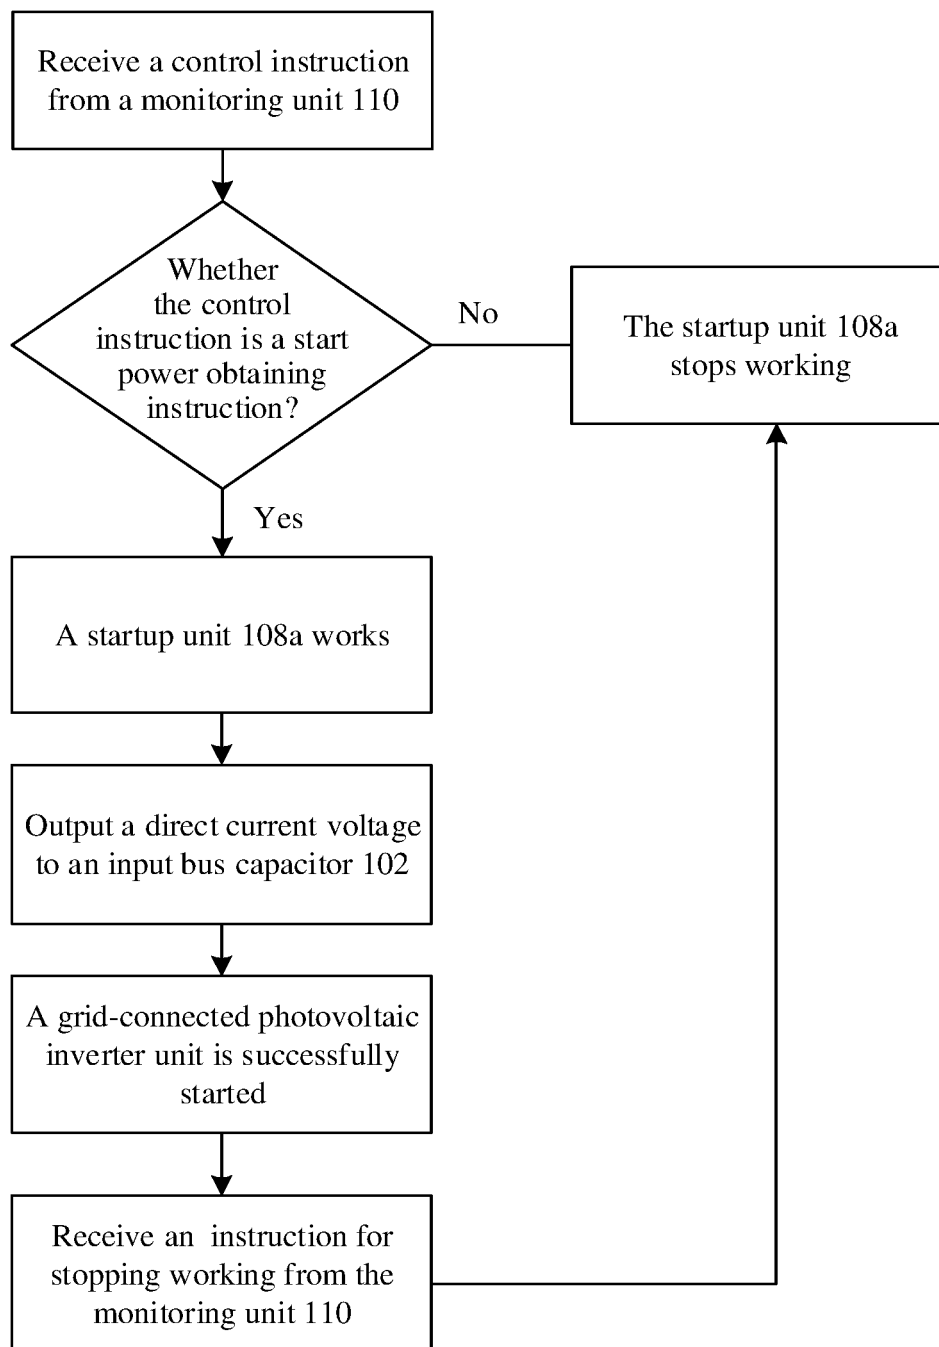 Receive a control instruction
from a monitoring unit 110
Whether
the control
instruction is a start
power obtaining
instruction?
No
The startup unit 108a
stops working
Yes
A startup unit 108a works
Output a direct current voltage
to an input bus capacitor 102
A grid-connected photovoltaic
inverter unit is successfully
started
Receive an instruction for
stopping working from the
monitoring unit 110